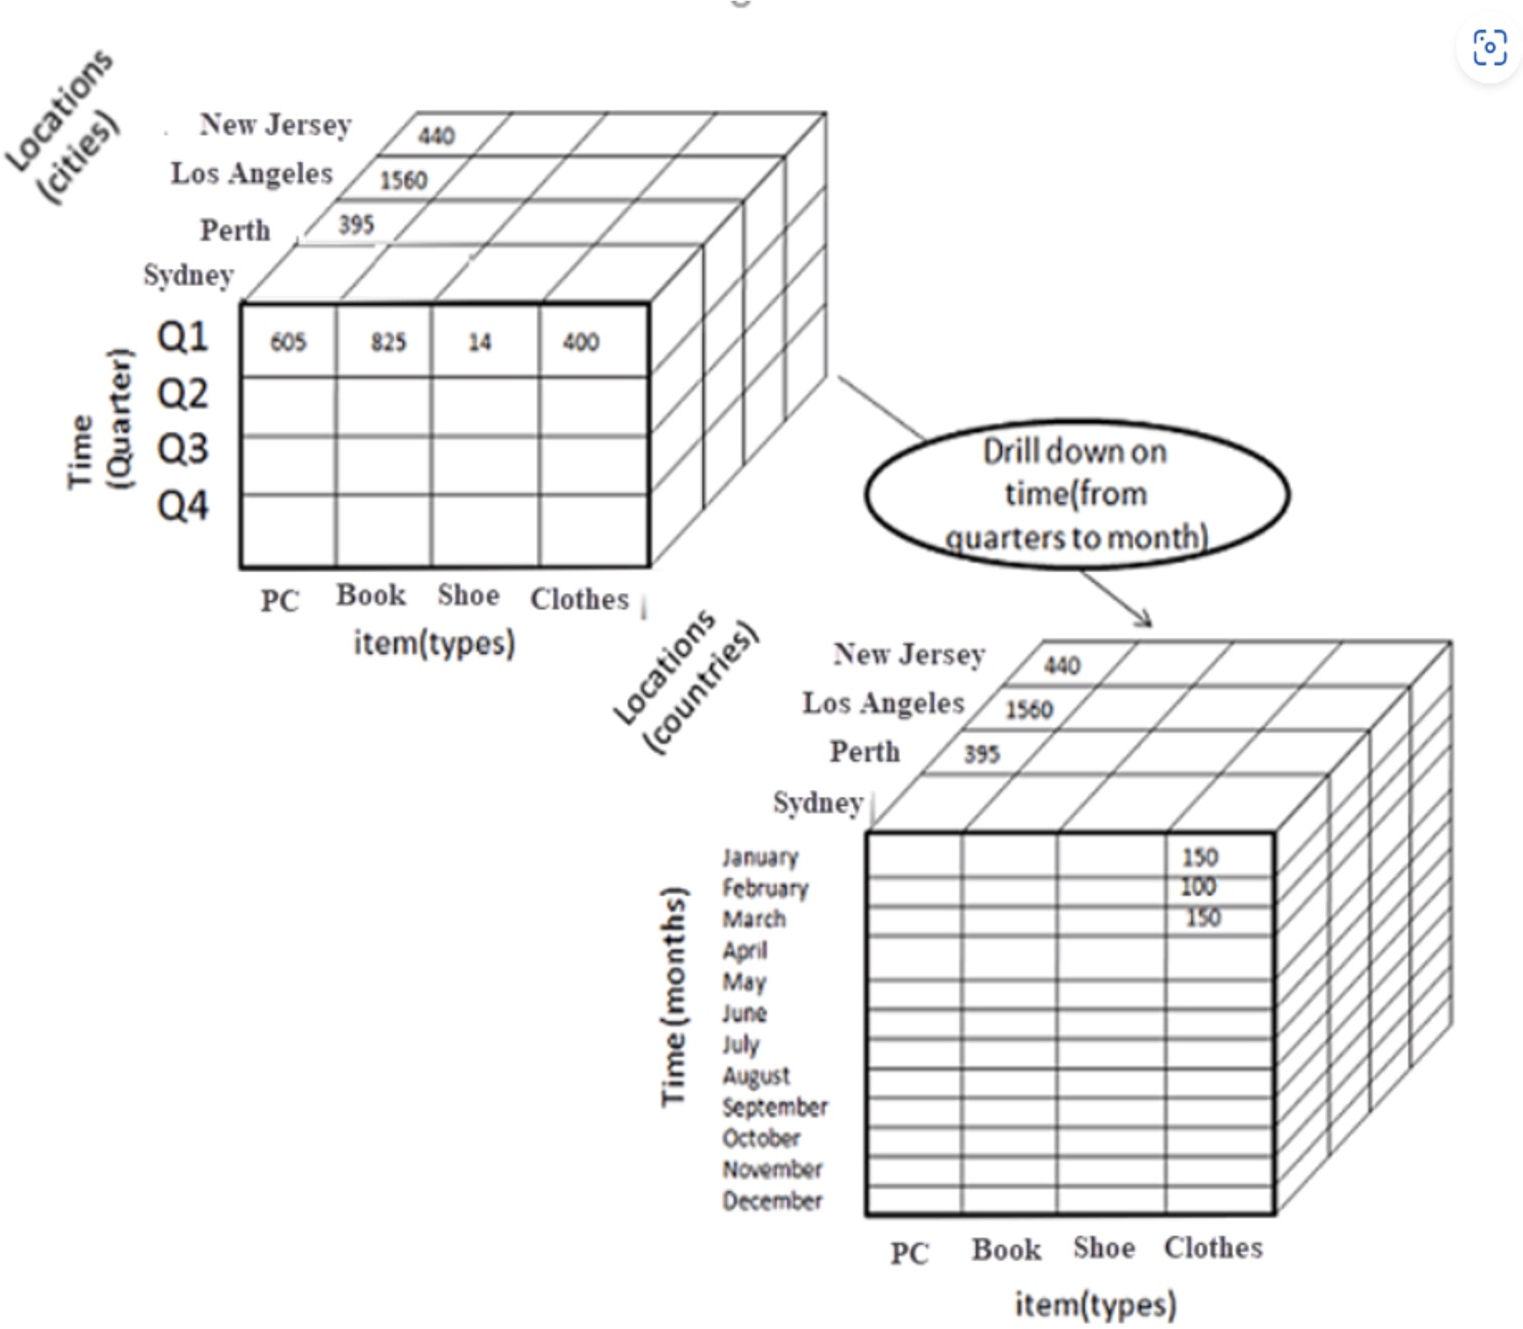 Locations
(cities)
New Jersey
440
Los Angeles
1560
Perth
395
Sydney
Time
(Quarter)
Q1 605 825 14 400
Q2
Q3
Q4
PC Book Shoe Clothes
item(types)
Drill down on
time(from
quarters to month)
Locations
(countries)
New Jersey
440
Los Angeles
1560
Perth
395
Sydney
Time (months)
January 150
February 100
March 150
April
May
June
July
August
September
October
November
December
PC Book Shoe Clothes
item(types)